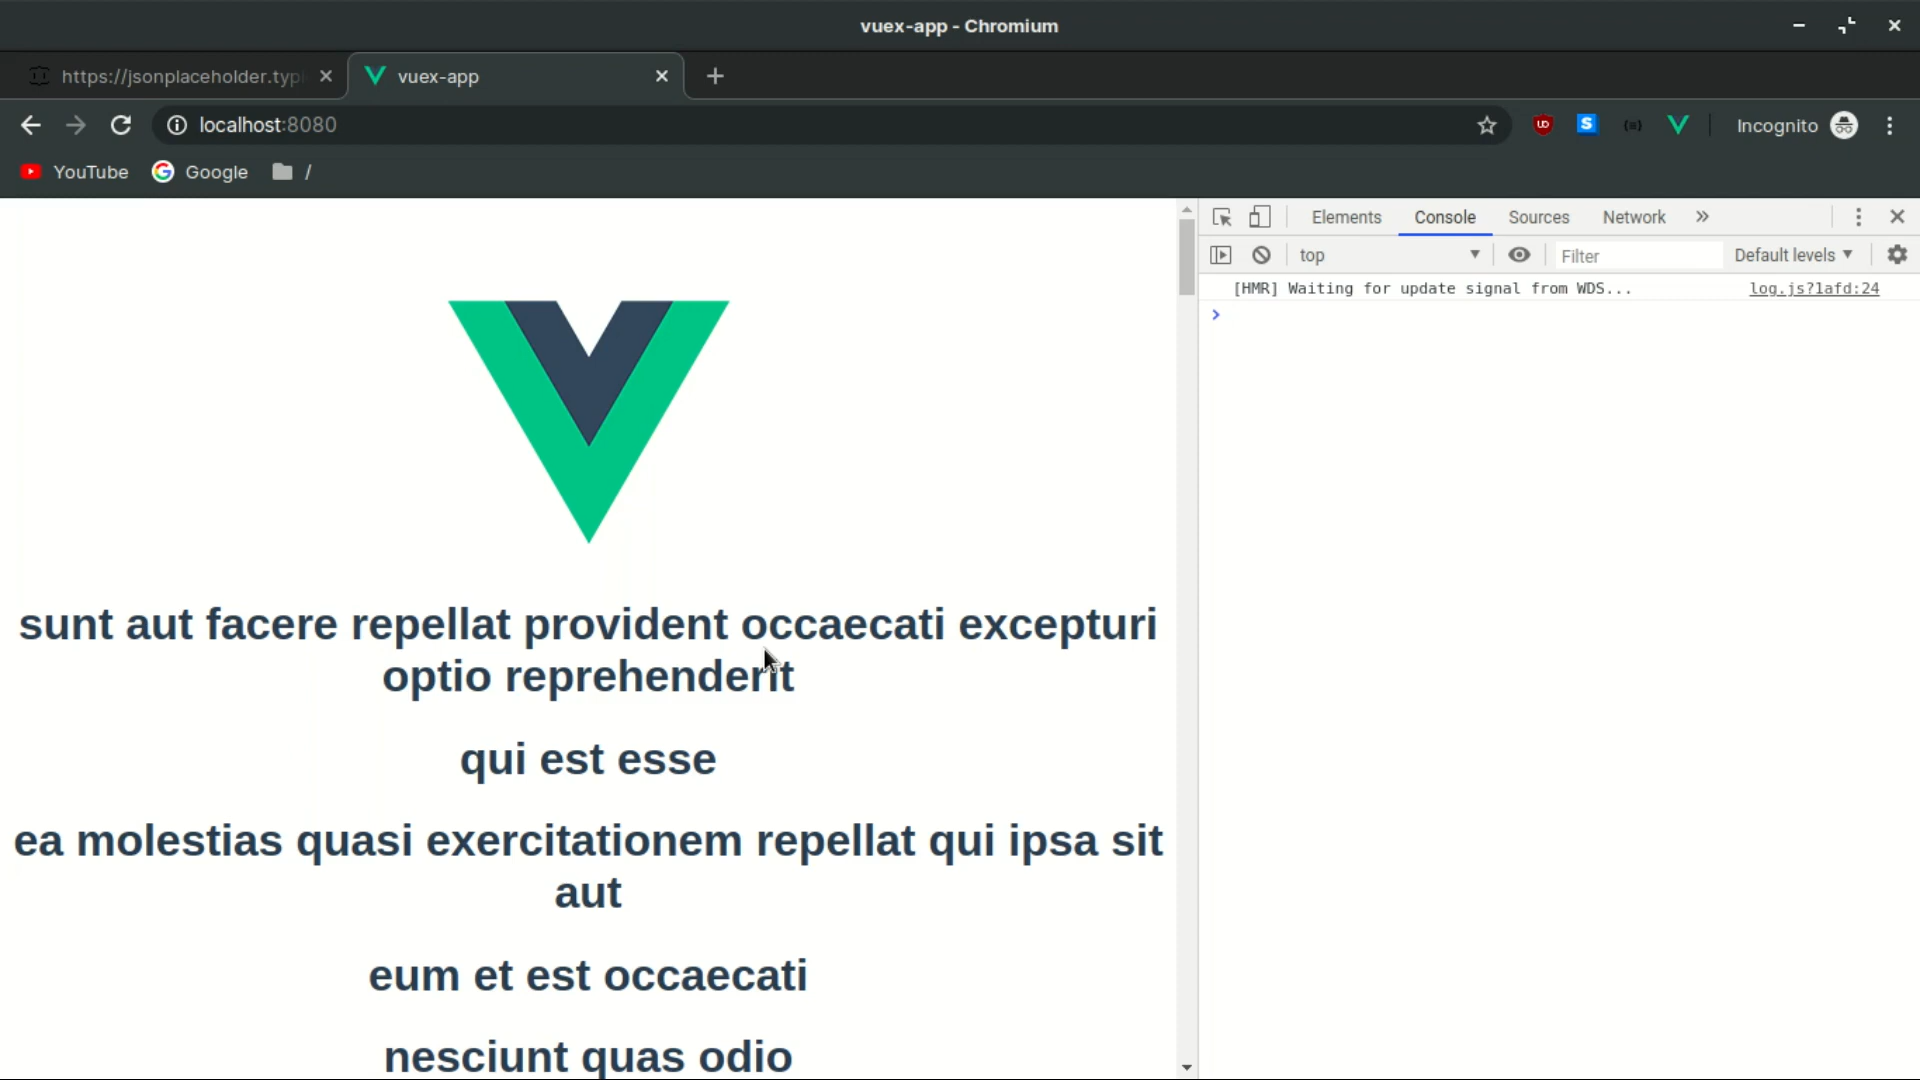 vuex-app - Chromium
https://jsonplaceholder.typi
vuex-app
localhost:8080
Incognito
YouTube
Google
/
Elements
Console
Sources
Network
top
Filter
Default levels
[HMR] Waiting for update signal from WDS...
log.js?1afd:24
sunt aut facere repellat provident occaecati excepturi
optio reprehenderit
qui est esse
ea molestias quasi exercitationem repellat qui ipsa sit
aut
eum et est occaecati
nesciunt quas odio